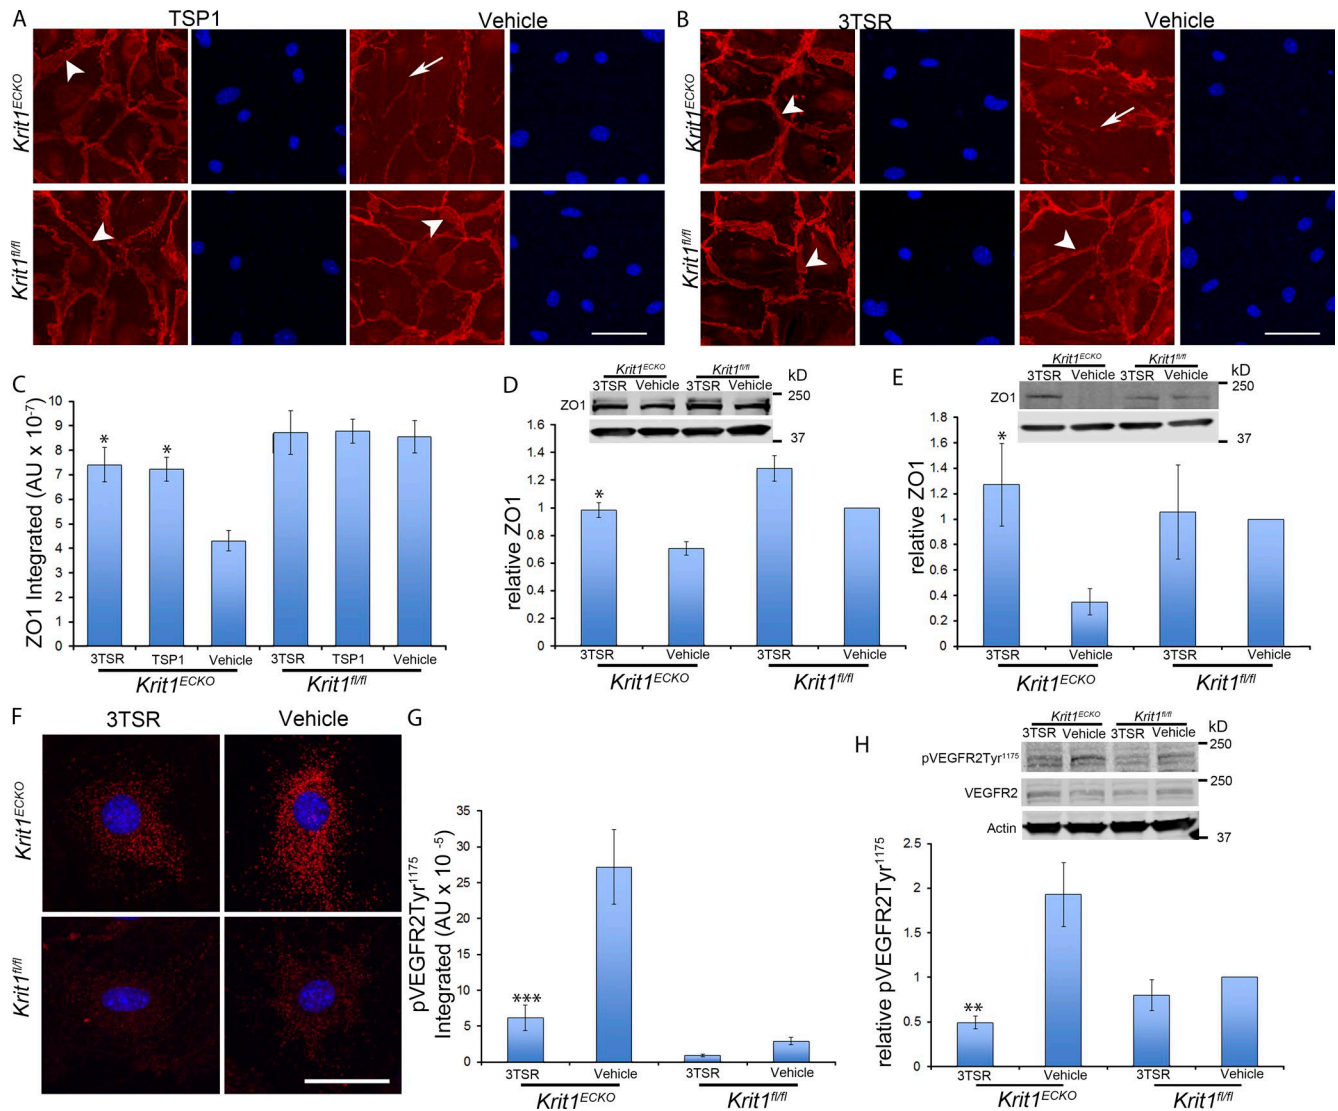 A
TSP1
Vehicle
Krit1ECKO
Krit1fl/fl
B
3TSR
Vehicle
Krit1ECKO
Krit1fl/fl
C
ZO1 Integrated (AU x 10-7)
10
9
8
7
6
5
4
3
2
1
0
*
*
3TSR TSP1 Vehicle 3TSR TSP1 Vehicle
Krit1ECKO Krit1fl/fl
D
Krit1ECKO Krit1fl/fl
3TSR Vehicle 3TSR Vehicle
kD
ZO1
250
37
relative ZO1
1.6
1.4
1.2
1
0.8
0.6
0.4
0.2
0
*
3TSR Vehicle 3TSR Vehicle
Krit1ECKO Krit1fl/fl
E
Krit1ECKO Krit1fl/fl
3TSR Vehicle 3TSR Vehicle
kD
ZO1
250
37
relative ZO1
1.8
1.6
1.4
1.2
1
0.8
0.6
0.4
0.2
0
*
3TSR Vehicle 3TSR Vehicle
Krit1ECKO Krit1fl/fl
F
3TSR Vehicle
Krit1ECKO
Krit1fl/fl
G
pVEGFR2Tyr1175
Integrated (AU x 10 -5)
35
30
25
20
15
10
5
0
***
3TSR Vehicle 3TSR Vehicle
Krit1ECKO Krit1fl/fl
H
Krit1ECKO Krit1fl/fl
3TSR Vehicle 3TSR Vehicle
kD
pVEGFR2Tyr1175
250
VEGFR2
250
Actin
37
relative pVEGFR2Tyr1175
2.5
2
1.5
1
0.5
0
**
3TSR Vehicle 3TSR Vehicle
Krit1ECKO Krit1fl/fl